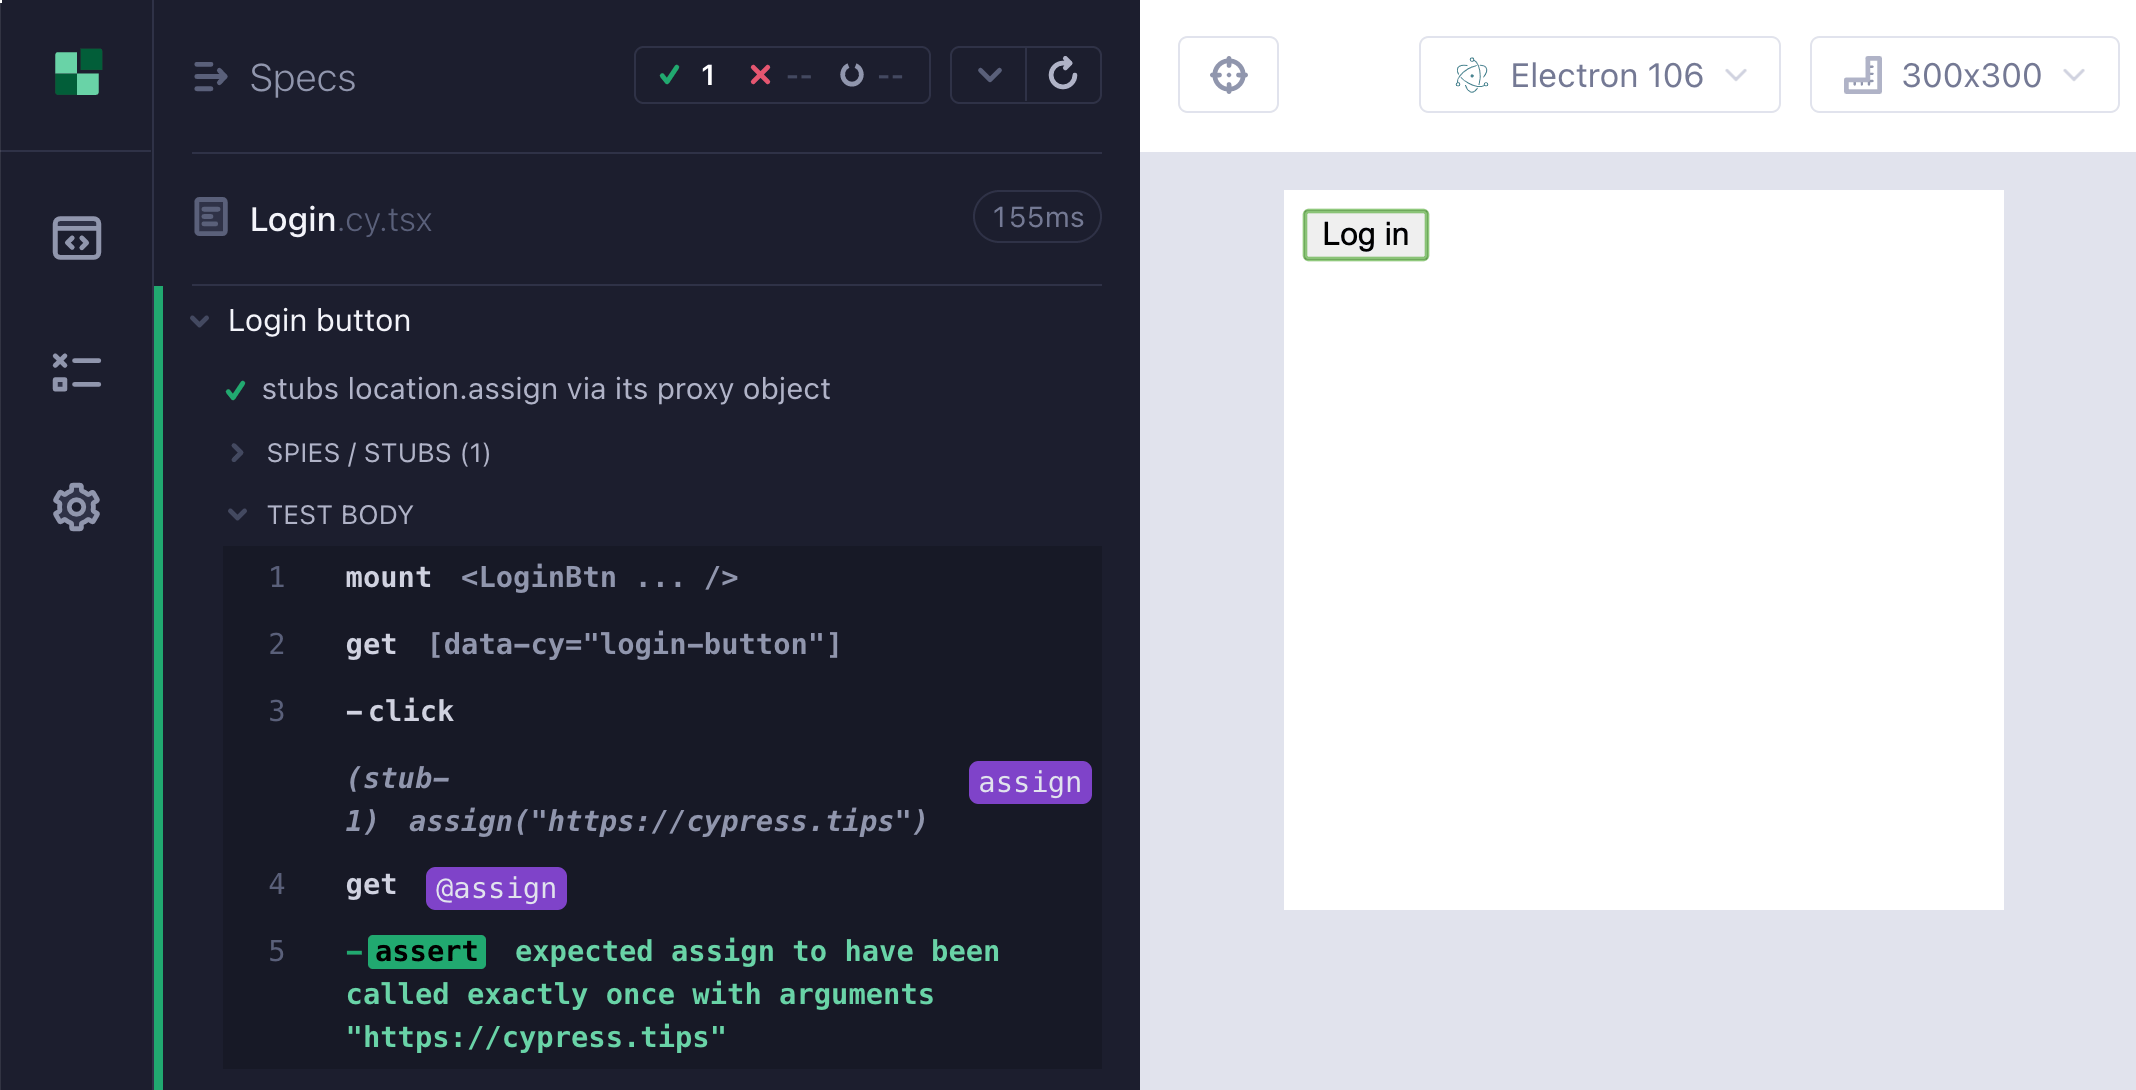 Specs
1 -- --
Electron 106
300x300
Login.cy.tsx
155ms
Log in
Login button
stubs location.assign via its proxy object
SPIES / STUBS (1)
TEST BODY
1 mount <LoginBtn ... />
2 get [data-cy="login-button"]
3 -click
(stub-
1) assign("https://cypress.tips")
assign
4 get @assign
5 -assert expected assign to have been
called exactly once with arguments
"https://cypress.tips"